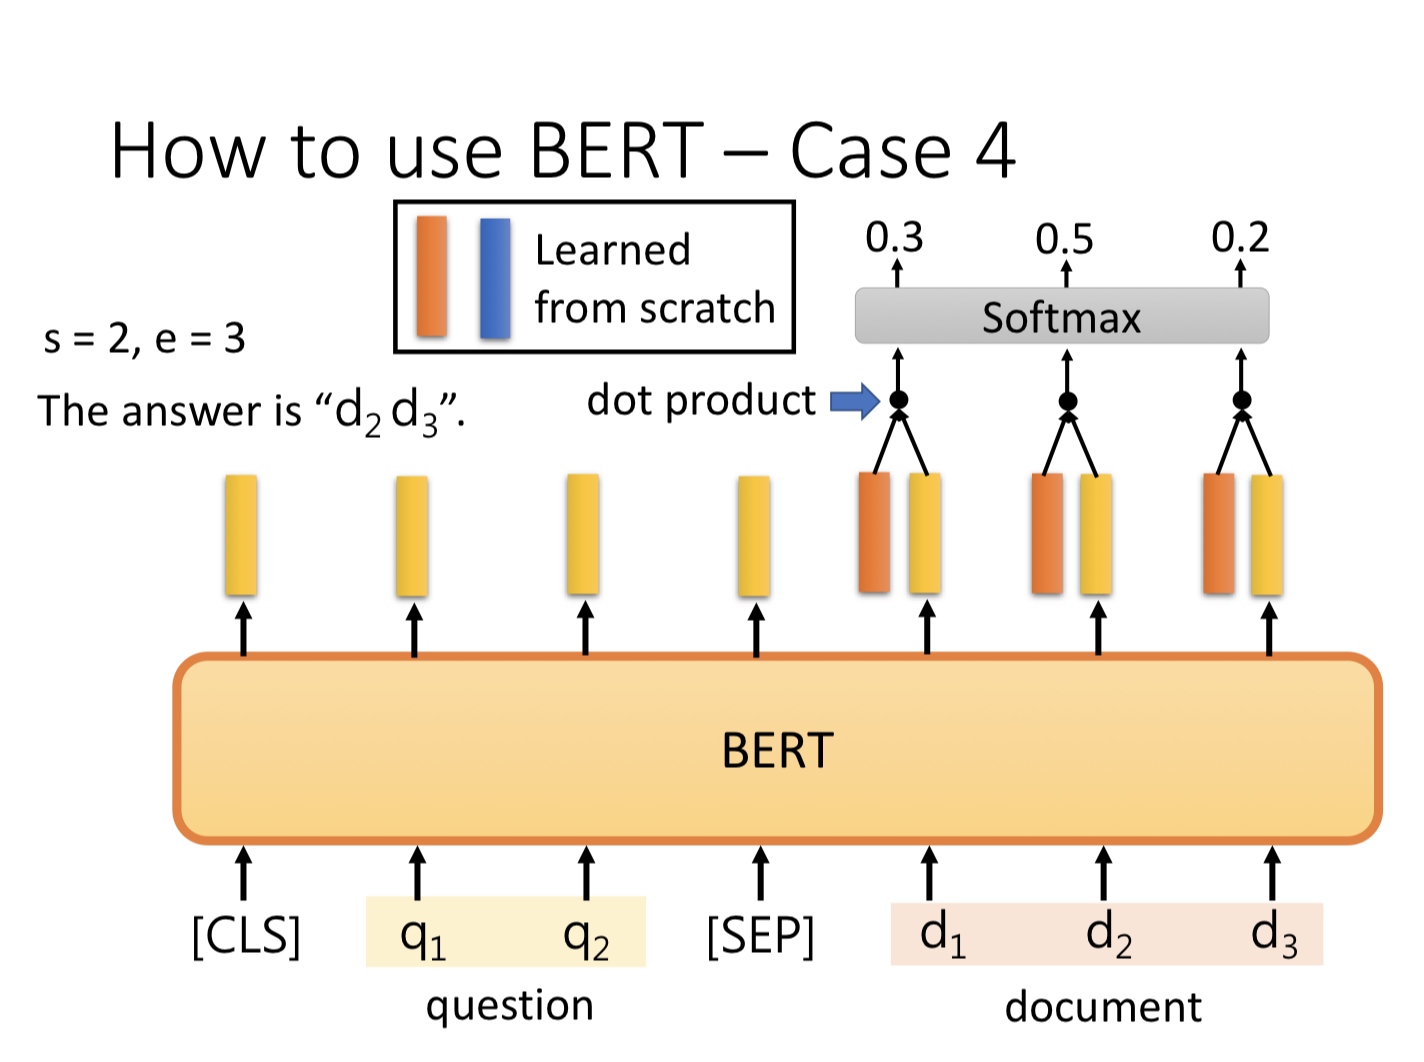 How to use BERT – Case 4
Learned
from scratch
0.3 0.5 0.2
Softmax
s = 2, e = 3
dot product
The answer is “d₂ d₃”.
BERT
[CLS] q₁ q₂ [SEP] d₁ d₂ d₃
question document